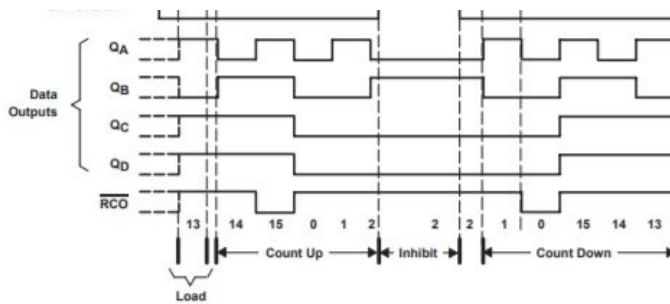 QA
QB
Data
Outputs
QC
QD
RCO
13 14 15 0 1 2 2 2 1 0 15 14 13
Count Up Inhibit Count Down
Load